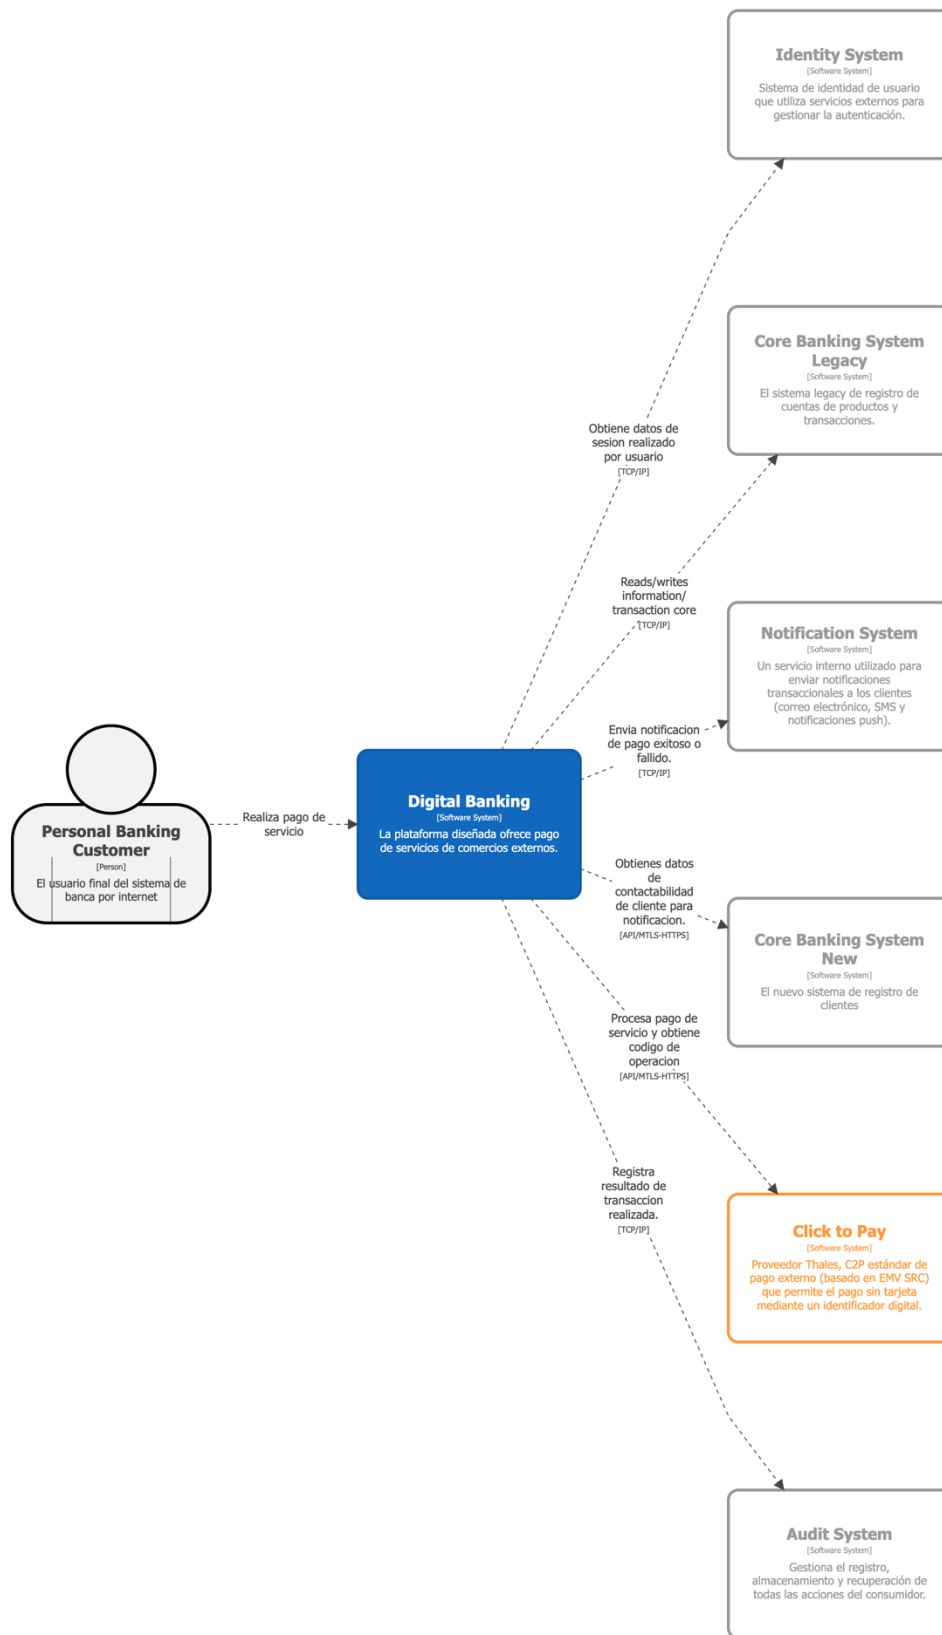 Identity System
[Software System]
Sistema de identidad de usuario
que utiliza servicios externos para
gestionar la autenticación.
Core Banking System
Legacy
[Software System]
El sistema legacy de registro de
cuentas de productos y
transacciones.
Obtiene datos de
sesion realizado
por usuario
[TCP/IP]
Reads/writes
information/
transaction core
[TCP/IP]
Notification System
[Software System]
Un servicio interno utilizado para
enviar notificaciones
transaccionales a los clientes
(correo electrónico, SMS y
notificaciones push).
Envia notificacion
de pago exitoso o
fallido.
[TCP/IP]
Personal Banking
Customer
[Person]
El usuario final del sistema de
banca por internet
Realiza pago de
servicio
Digital Banking
[Software System]
La plataforma diseñada ofrece pago
de servicios de comercios externos.
Obtienes datos
de
contactabilidad
de cliente para
notificacion.
[API/MTLS-HTTPS]
Core Banking System
New
[Software System]
El nuevo sistema de registro de
clientes
Procesa pago de
servicio y obtiene
codigo de
operacion
[API/MTLS-HTTPS]
Registra
resultado de
transaccion
realizada.
[TCP/IP]
Click to Pay
[Software System]
Proveedor Thales, C2P estándar de
pago externo (basado en EMV SRC)
que permite el pago sin tarjeta
mediante un identificador digital.
Audit System
[Software System]
Gestiona el registro,
almacenamiento y recuperación de
todas las acciones del consumidor.